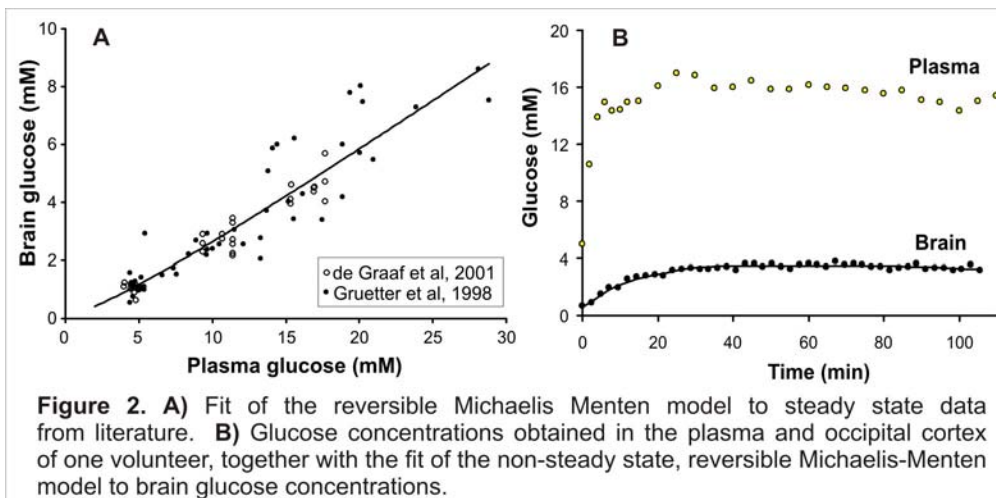 A
Brain glucose (mM)
10
8
6
4
2
0
0 5 10 15 20 25 30
Plasma glucose (mM)
de Graaf et al, 2001
Gruetter et al, 1998
B
Glucose (mM)
20
16
12
8
4
0
0 20 40 60 80 100
Time (min)
Plasma
Brain
Figure 2. A) Fit of the reversible Michaelis Menten model to steady state data
from literature. B) Glucose concentrations obtained in the plasma and occipital cortex
of one volunteer, together with the fit of the non-steady state, reversible Michaelis-Menten
model to brain glucose concentrations.